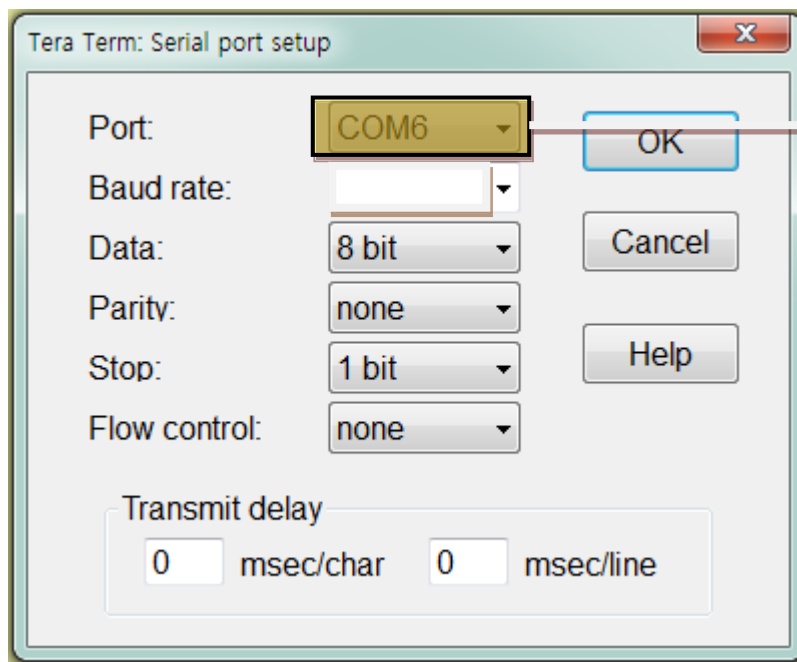 Tera Term: Serial port setup
Port: COM6 OK
Baud rate:
Data: 8 bit Cancel
Parity: none
Stop: 1 bit Help
Flow control: none
Transmit delay
0 msec/char 0 msec/line